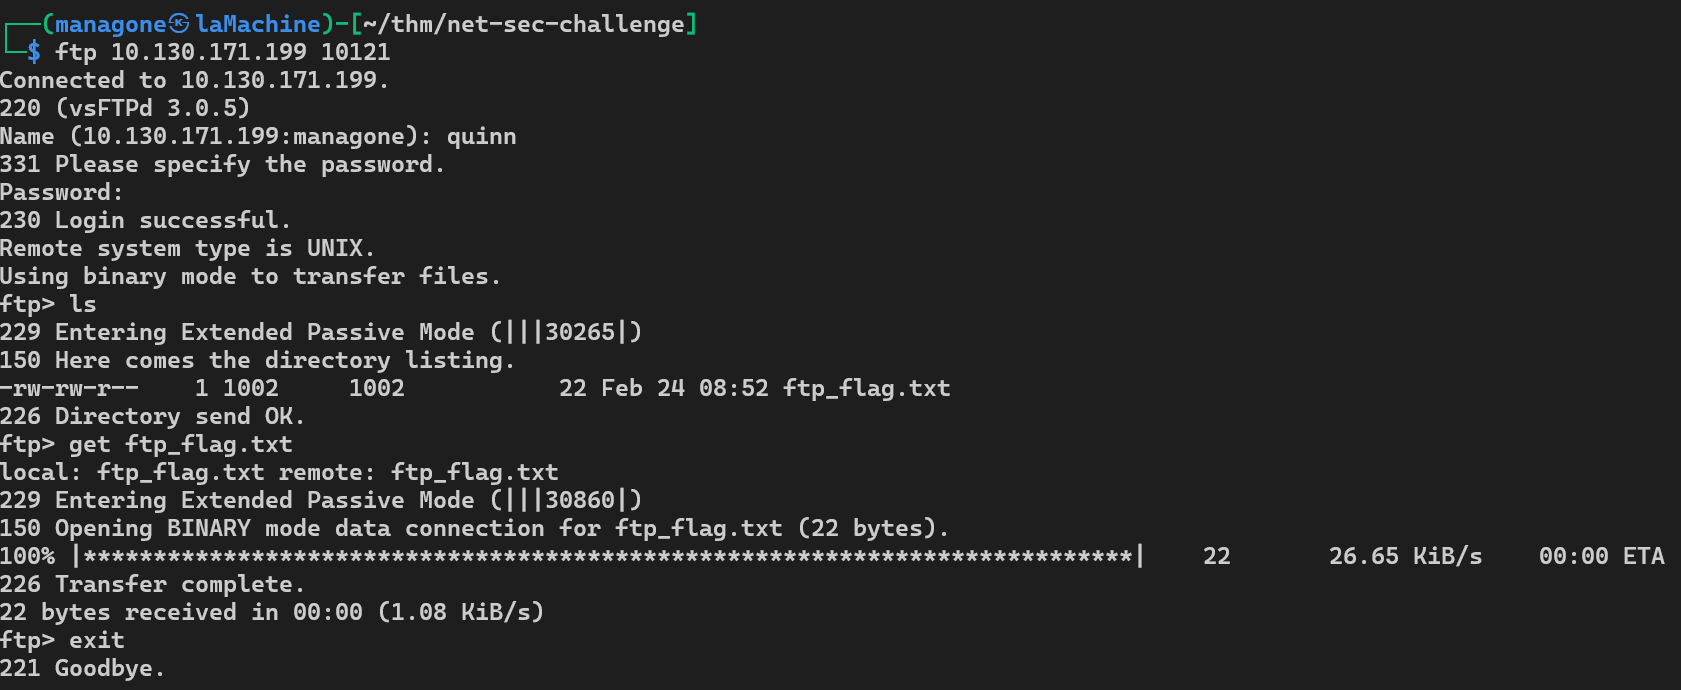 ┌──(managone㉿laMachine)-[~/thm/net-sec-challenge]
└─$ ftp 10.130.171.199 10121
Connected to 10.130.171.199.
220 (vsFTPd 3.0.5)
Name (10.130.171.199:managone): quinn
331 Please specify the password.
Password:
230 Login successful.
Remote system type is UNIX.
Using binary mode to transfer files.
ftp> ls
229 Entering Extended Passive Mode (|||30265|)
150 Here comes the directory listing.
-rw-rw-r--    1 1002     1002           22 Feb 24 08:52 ftp_flag.txt
226 Directory send OK.
ftp> get ftp_flag.txt
local: ftp_flag.txt remote: ftp_flag.txt
229 Entering Extended Passive Mode (|||30860|)
150 Opening BINARY mode data connection for ftp_flag.txt (22 bytes).
100% |***************************************************************************|    22       26.65 KiB/s    00:00 ETA
226 Transfer complete.
22 bytes received in 00:00 (1.08 KiB/s)
ftp> exit
221 Goodbye.